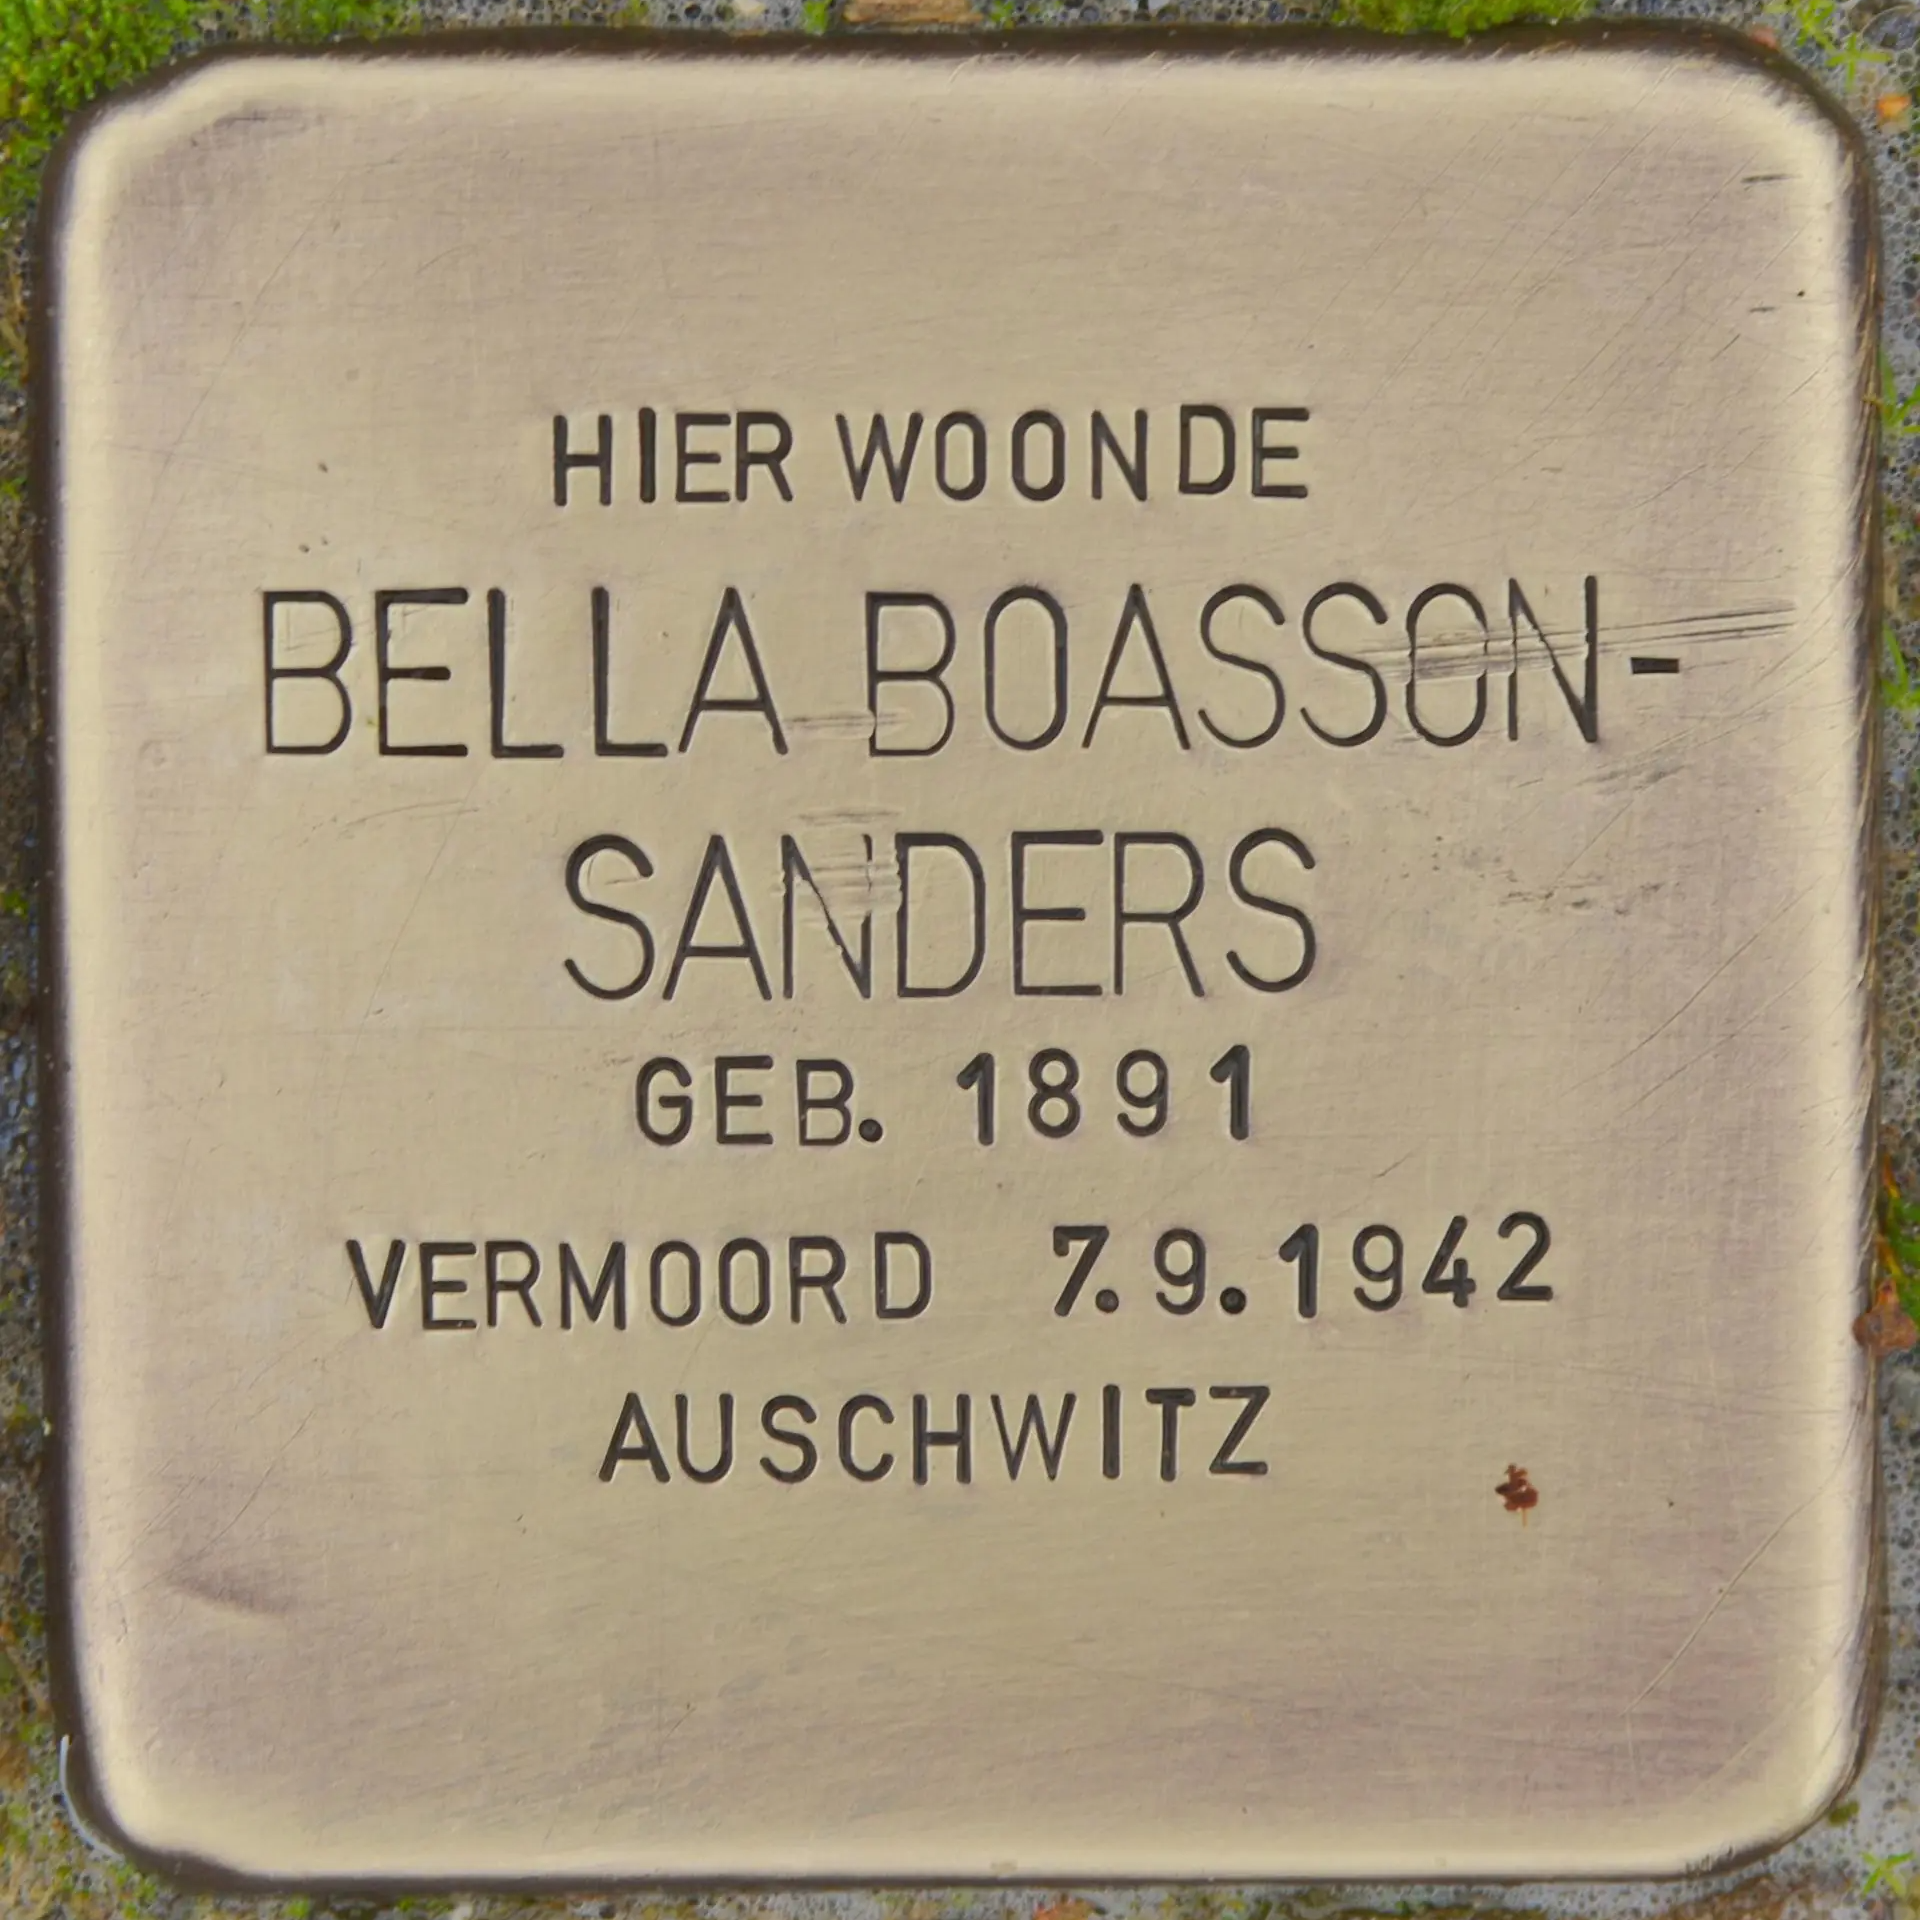 HIER WOONDE
BELLA BOASSON-
SANDERS
GEB. 1891
VERMOORD 7.9.1942
AUSCHWITZ